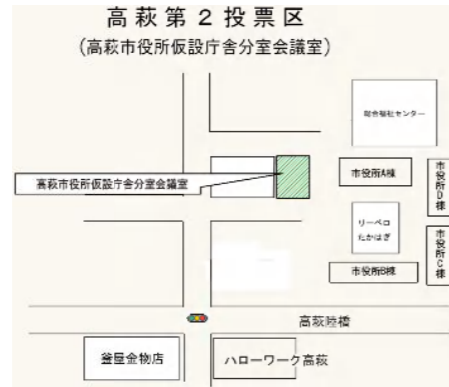 高萩第２投票区
(高萩市役所仮設庁舎分室会議室)
総合福祉センター
高萩市役所仮設庁舎分室会議室
市役所A棟
市役所D棟
リーベロ
たかはぎ
市役所B棟
市役所C棟
高萩陸橋
釜屋金物店
ハローワーク高萩